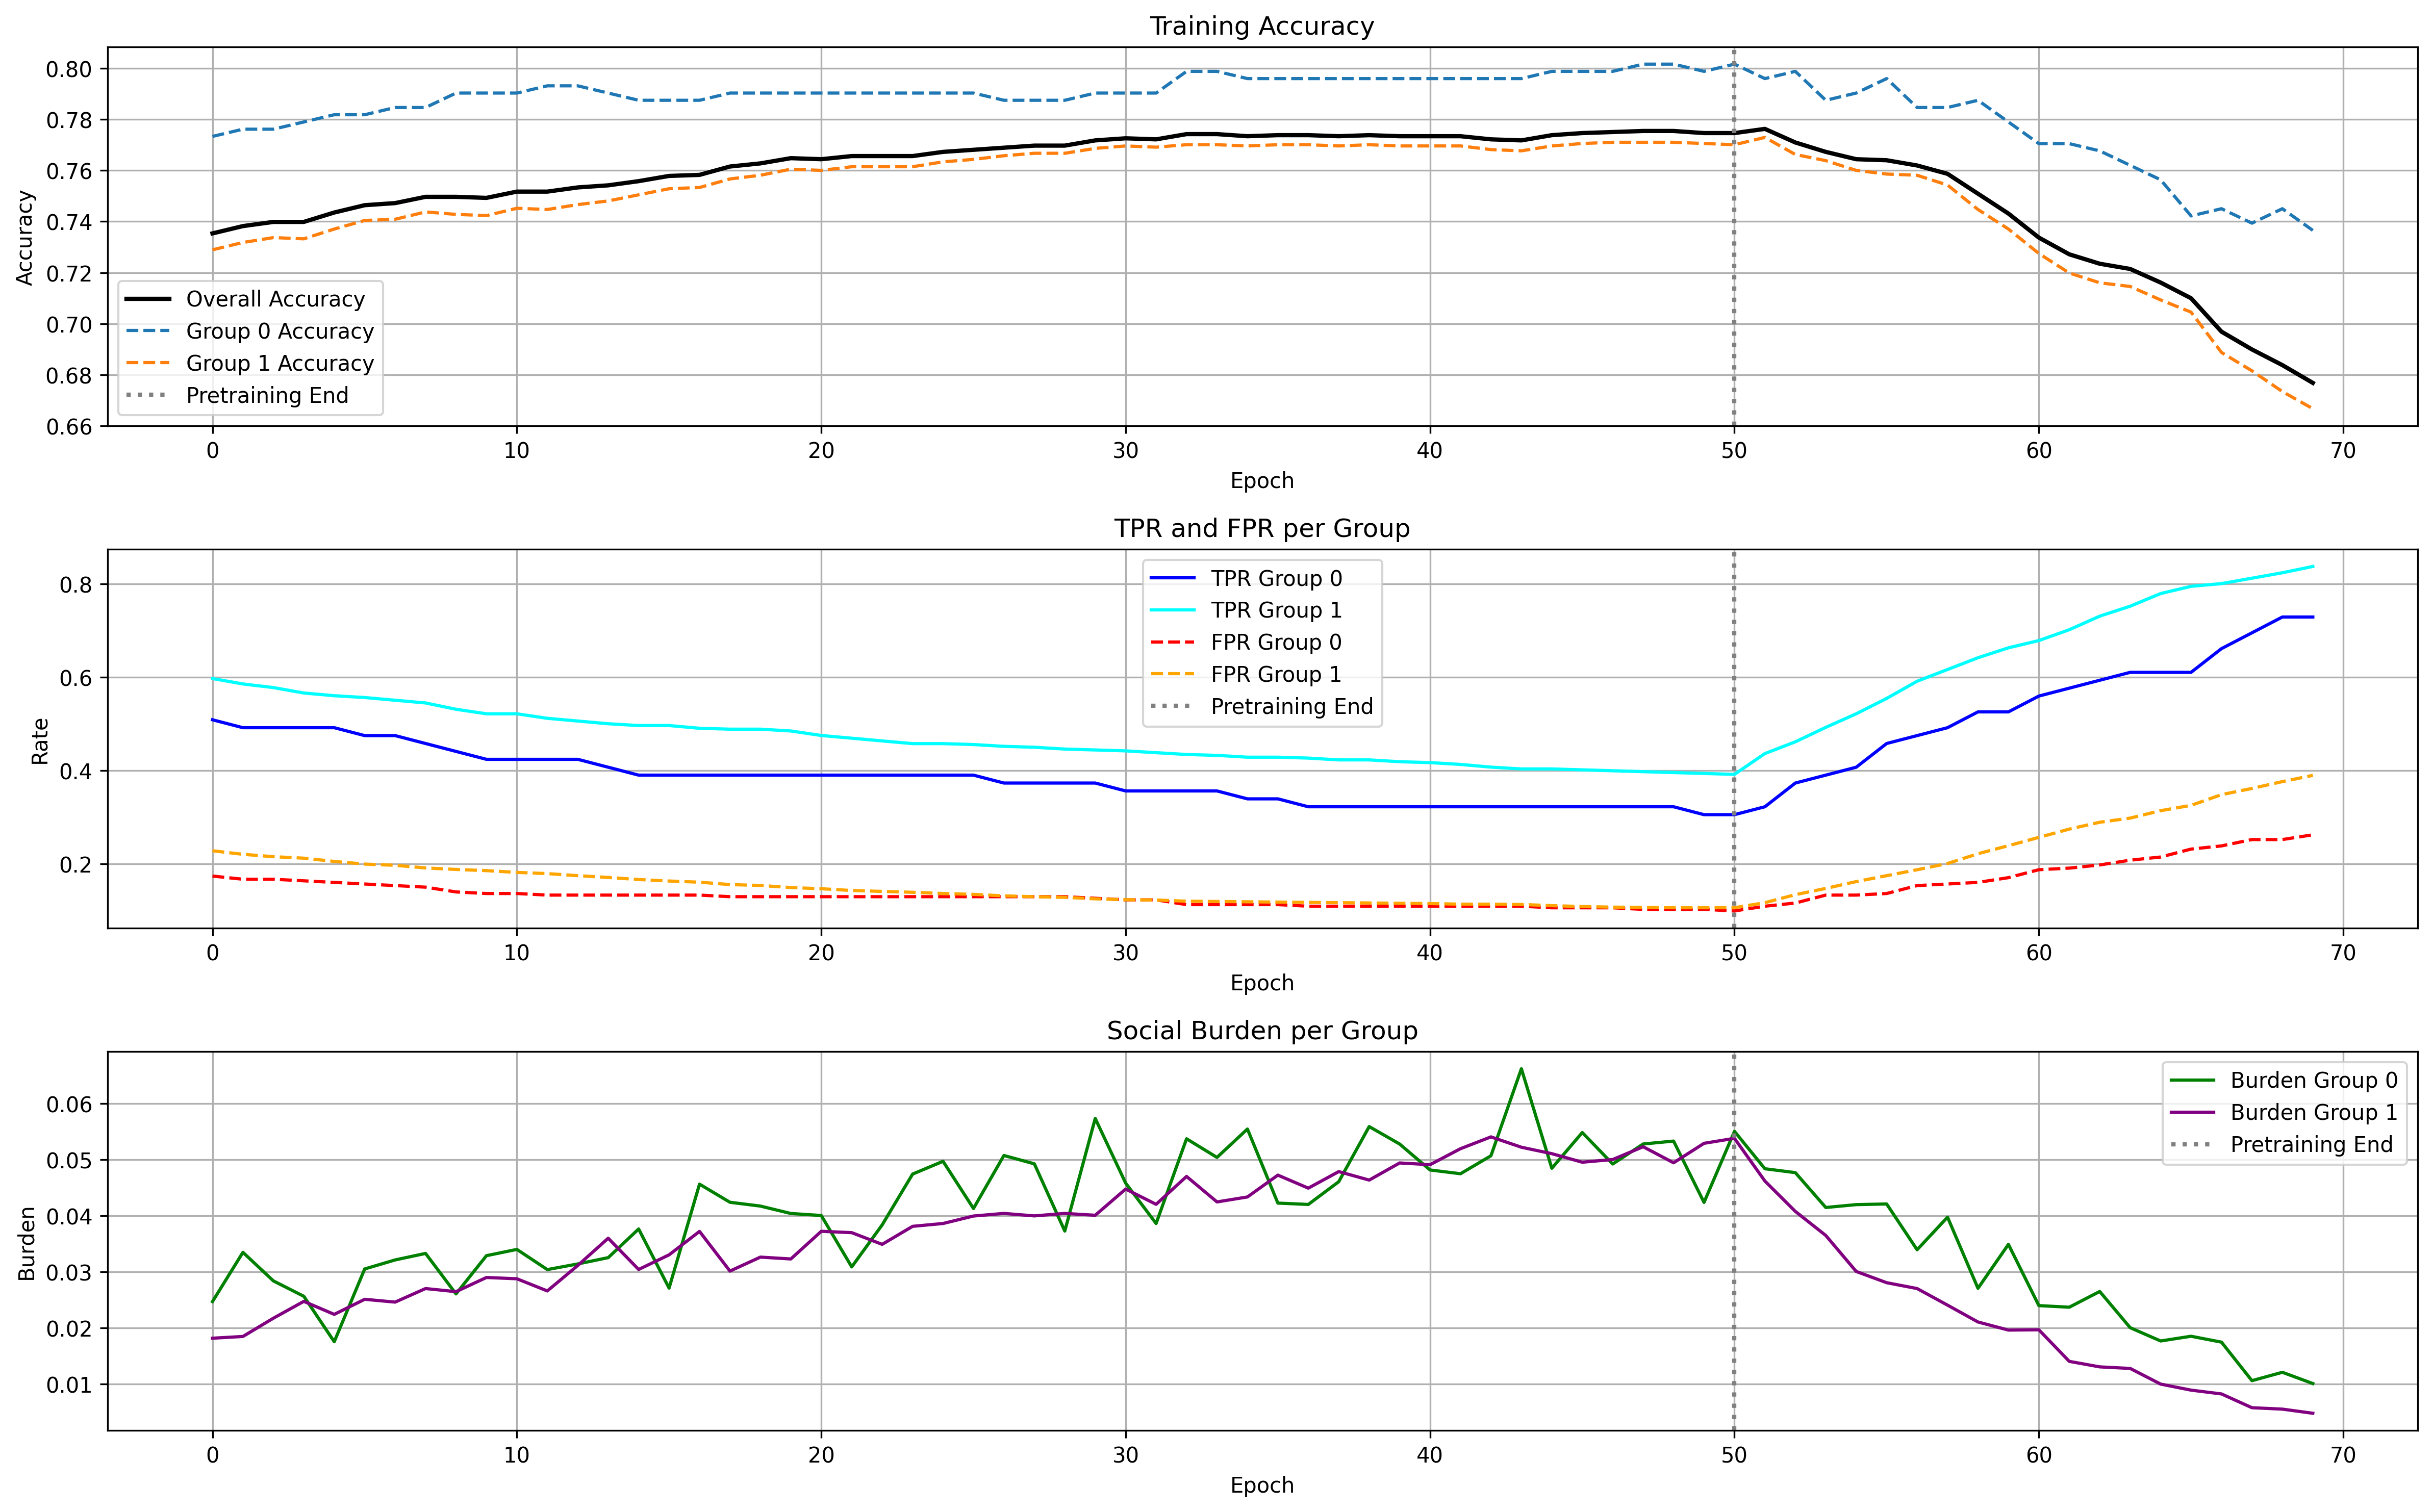 Training Accuracy
Accuracy
0.80
0.78
0.76
0.74
0.72
0.70
0.68
0.66
Overall Accuracy
Group 0 Accuracy
Group 1 Accuracy
Pretraining End
0 10 20 30 40 50 60 70
Epoch
TPR and FPR per Group
Rate
0.8
0.6
0.4
0.2
TPR Group 0
TPR Group 1
FPR Group 0
FPR Group 1
Pretraining End
0 10 20 30 40 50 60 70
Epoch
Social Burden per Group
Burden
0.06
0.05
0.04
0.03
0.02
0.01
Burden Group 0
Burden Group 1
Pretraining End
0 10 20 30 40 50 60 70
Epoch